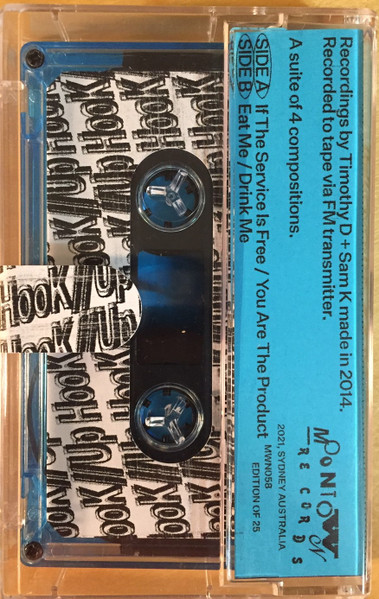 Recordings by Timothy D + Sam K made in 2014.
Recorded to tape via FM transmitter.
A suite of 4 compositions.
SIDE A: If The Service Is Free / You Are The Product
SIDE B: Eat Me / Drink Me
MOONTOWN
RECORDS
2021, SYDNEY AUSTRALIA
MWN058
EDITION OF 25
Hook//Up
Hook//Up